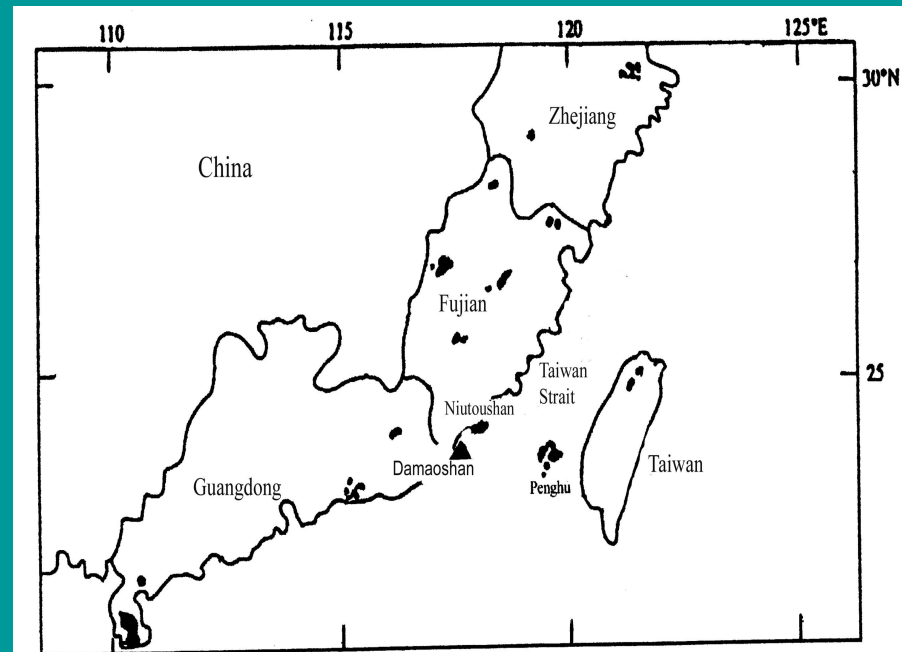 110 115 120 125°E
30°N
Zhejiang
China
Fujian
Taiwan
Strait
25
Niutoushan
Damaoshan
Taiwan
Guangdong
Penghu